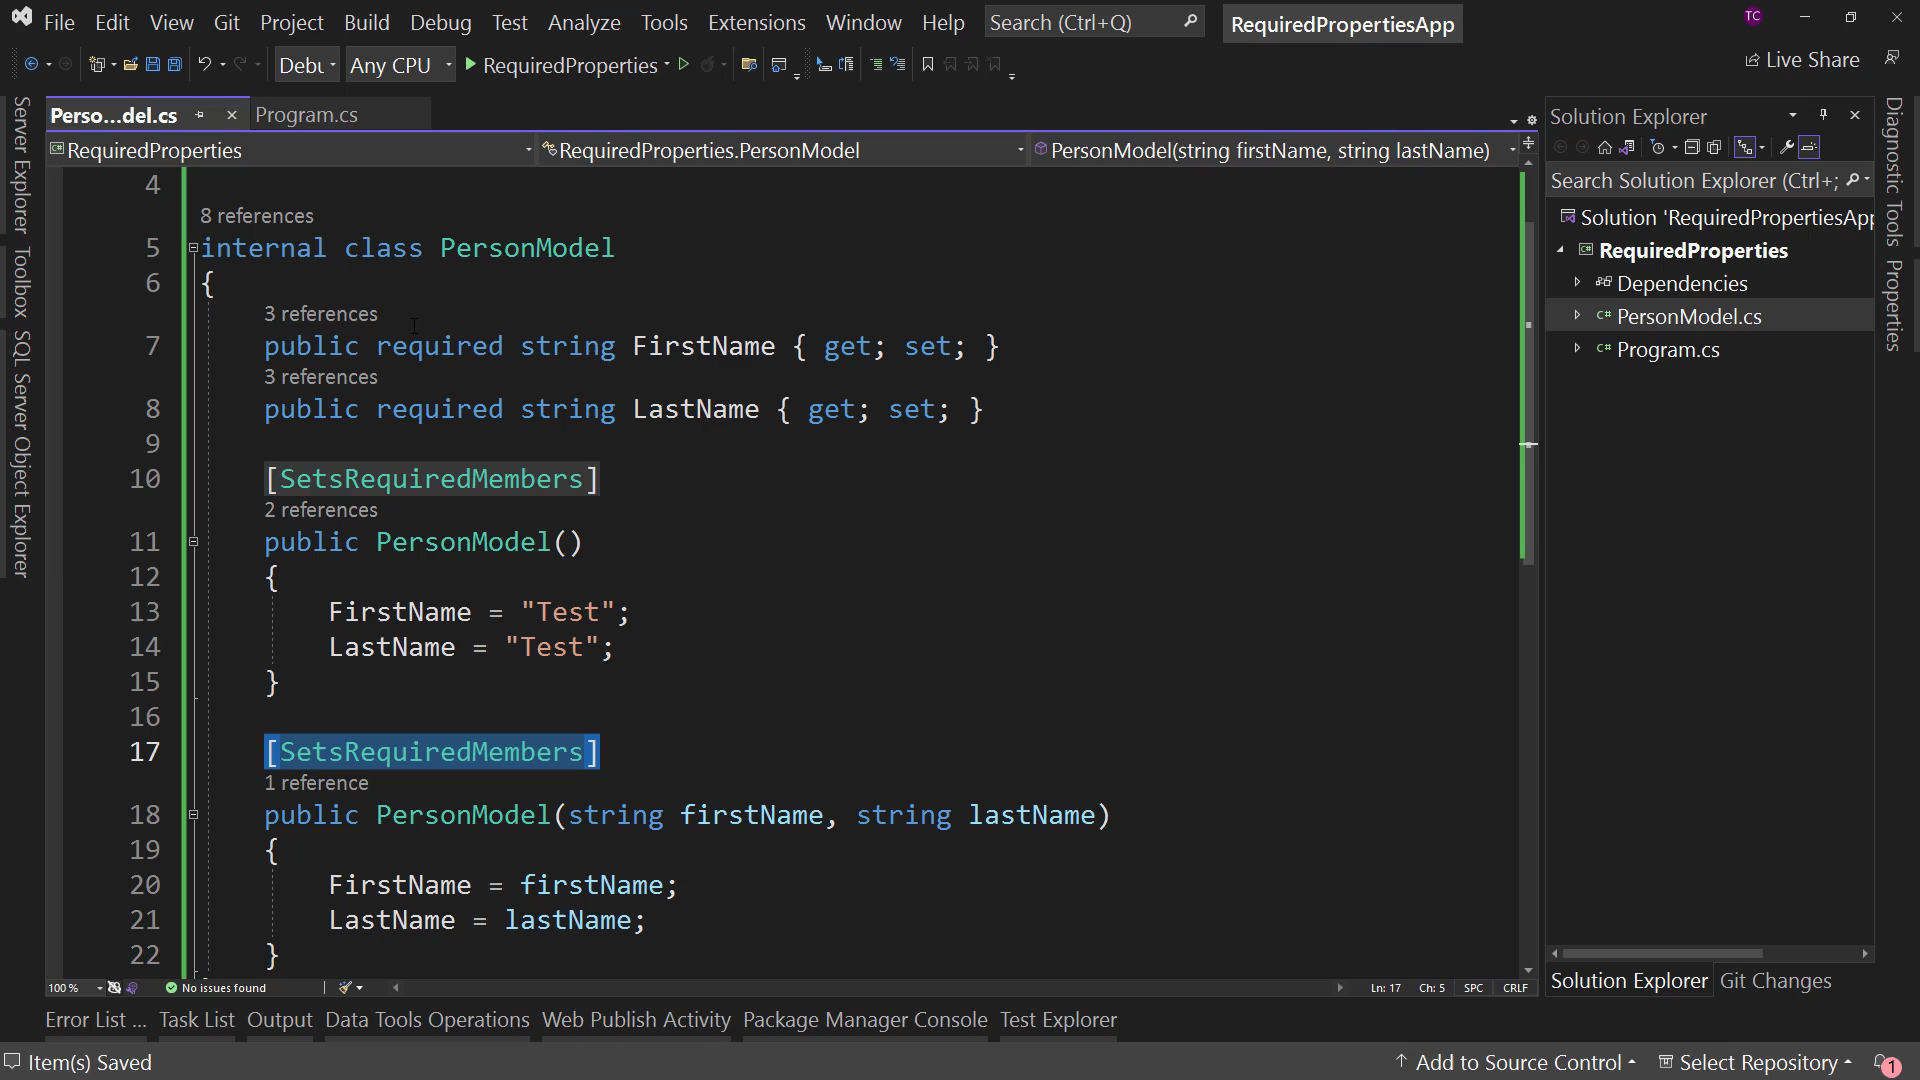 File Edit View Git Project Build Debug Test Analyze Tools Extensions Window Help Search (Ctrl+Q) RequiredPropertiesApp TC
Debu Any CPU RequiredProperties Live Share
Perso...del.cs Program.cs
RequiredProperties RequiredProperties.PersonModel PersonModel(string firstName, string lastName)
4
8 references
5 internal class PersonModel
6 {
3 references
7 public required string FirstName { get; set; }
3 references
8 public required string LastName { get; set; }
9
10 [SetsRequiredMembers]
2 references
11 public PersonModel()
12 {
13 FirstName = "Test";
14 LastName = "Test";
15 }
16
17 [SetsRequiredMembers]
1 reference
18 public PersonModel(string firstName, string lastName)
19 {
20 FirstName = firstName;
21 LastName = lastName;
22 }
100 % No issues found Ln: 17 Ch: 5 SPC CRLF
Server Explorer
Toolbox
SQL Server Object Explorer
Solution Explorer
Search Solution Explorer (Ctrl+;
Solution 'RequiredPropertiesApp
RequiredProperties
Dependencies
C# PersonModel.cs
C# Program.cs
Solution Explorer Git Changes
Diagnostic Tools
Properties
Error List ... Task List Output Data Tools Operations Web Publish Activity Package Manager Console Test Explorer
Item(s) Saved Add to Source Control Select Repository 1